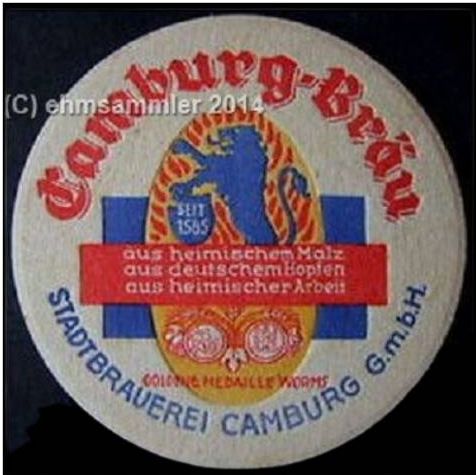 Camburg-Bräu
(C) ehmsammler 2014
SEIT
1565
aus heimischem Malz
aus deutschem Hopfen
aus heimischer Arbeit
GOLDENE MEDAILLE WORMS
STADTBRAUEREI CAMBURG G.m.b.H.